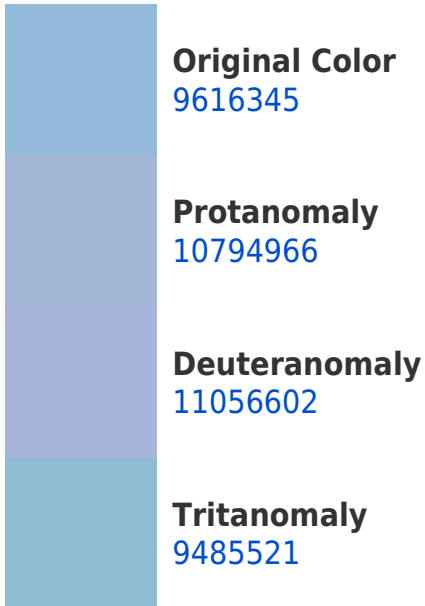 Original Color
9616345
Protanomaly
10794966
Deuteranomaly
11056602
Tritanomaly
9485521